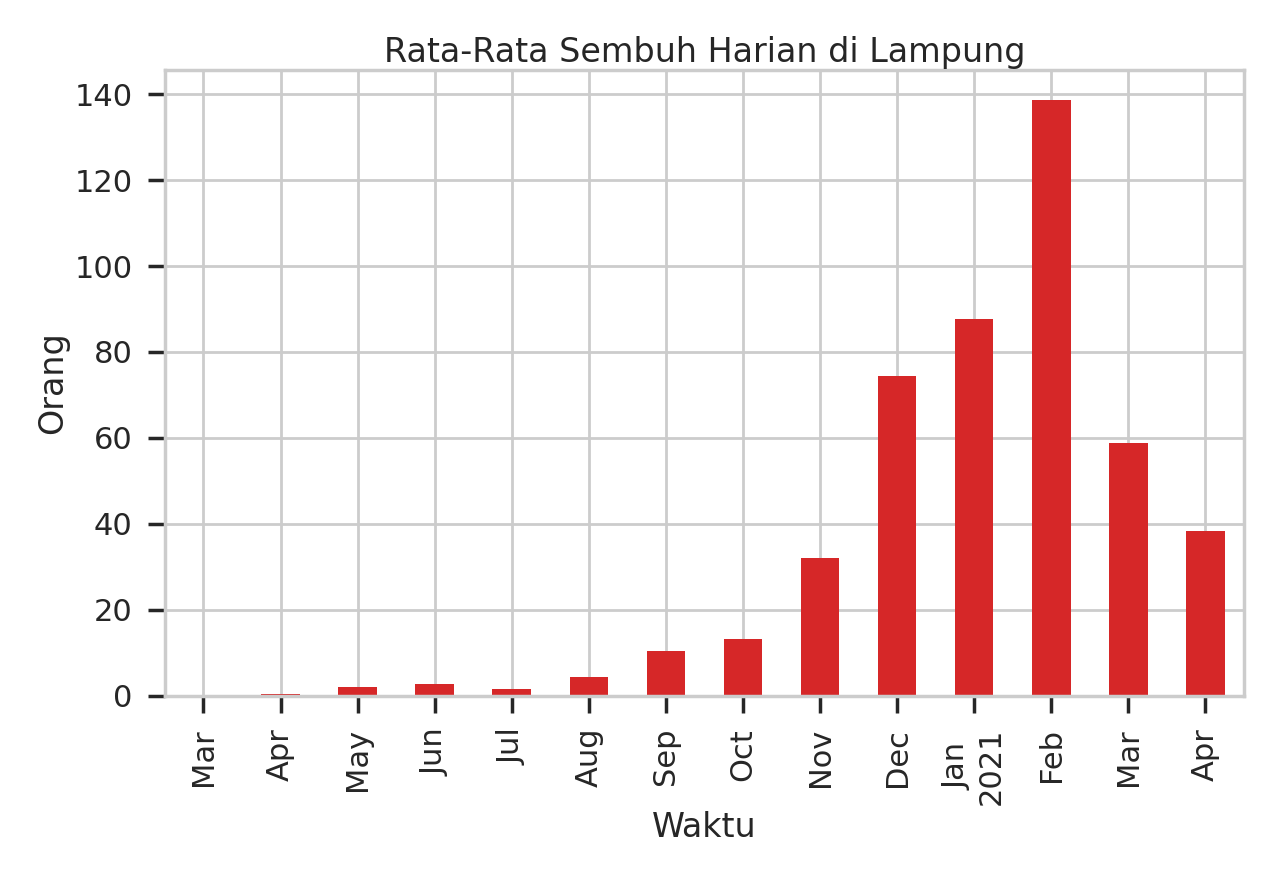 Rata-Rata Sembuh Harian di Lampung
140
120
100
80
60
40
20
0
Orang
Mar
Apr
May
Jun
Jul
Aug
Sep
Oct
Nov
Dec
Jan
2021
Feb
Mar
Apr
Waktu